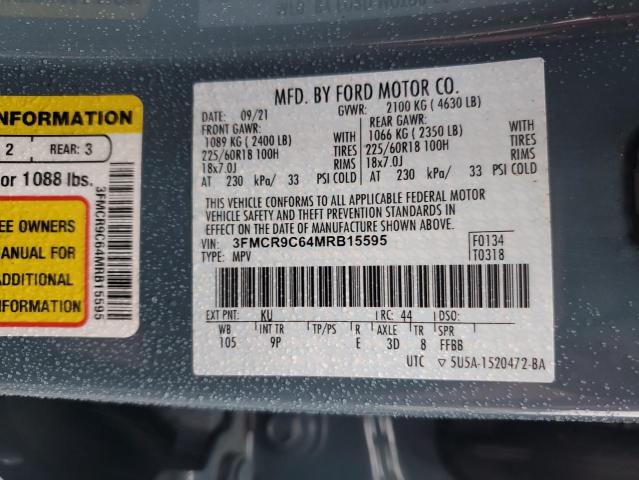 INFORMATION
2 REAR: 3
or 1088 lbs.
EE OWNERS
ANUAL FOR
ADDITIONAL
INFORMATION
3FMCR9C64MRB15595
MFD. BY FORD MOTOR CO.
DATE: 09/21 GVWR: 2100 KG ( 4630 LB)
FRONT GAWR: REAR GAWR:
1089 KG ( 2400 LB) WITH 1066 KG ( 2350 LB) WITH
225/60R18 100H TIRES 225/60R18 100H TIRES
18x7.0J RIMS 18x7.0J RIMS
AT 230 kPa/ 33 PSI COLD AT 230 kPa/ 33 PSI COLD
THIS VEHICLE CONFORMS TO ALL APPLICABLE FEDERAL MOTOR
VEHICLE SAFETY AND THEFT PREVENTION STANDARDS IN
EFFECT ON THE DATE OF MANUFACTURE SHOWN ABOVE.
VIN: 3FMCR9C64MRB15595 F0134
TYPE: MPV T0318
EXT PNT: KU RC: 44 DSO:
WB INT TR TP/PS R AXLE TR SPR
105 9P E 3D 8 FFBB
UTC ▽ 5U5A-1520472-BA